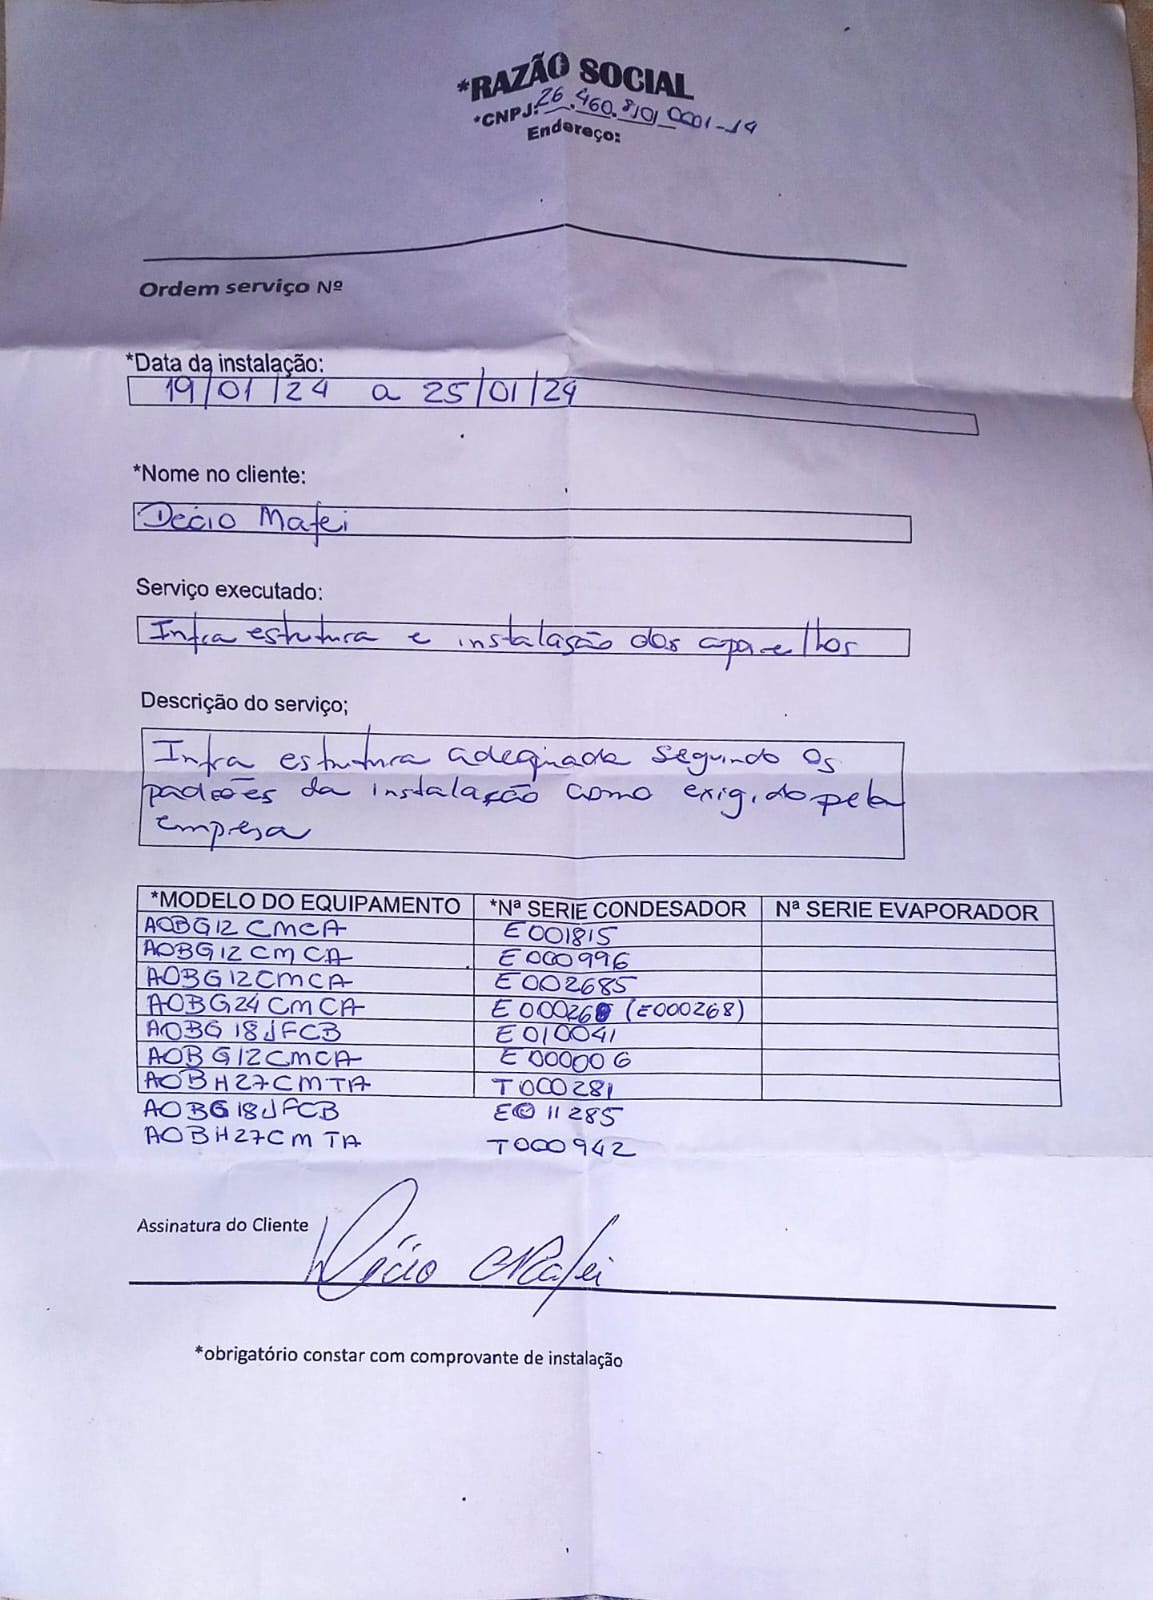 *RAZÃO SOCIAL
*CNPJ: 26.460.810/0001-14
Endereço:
Ordem serviço Nº
*Data da instalação:
19/01/24 a 25/01/24
*Nome no cliente:
Décio Mafei
Serviço executado:
Infra estrutura e instalação dos aparelhos
Descrição do serviço;
Infra estrutura adequada segundo os
padrões da instalação como exigido pela
empresa
*MODELO DO EQUIPAMENTO *Nª SERIE CONDESADOR Nª SERIE EVAPORADOR
AOBG12CMCA E001815
AOBG12CMCA E000996
AOBG12CMCA E002685
AOBG24CMCA E000268 (E000268)
AOBG18JFCB E010041
AOBG12CMCA E000006
AOBH27CMTA T000281
AOBG18JFCB E011285
AOBH27CMTA T000942
Assinatura do Cliente Décio Mafei
*obrigatório constar com comprovante de instalação